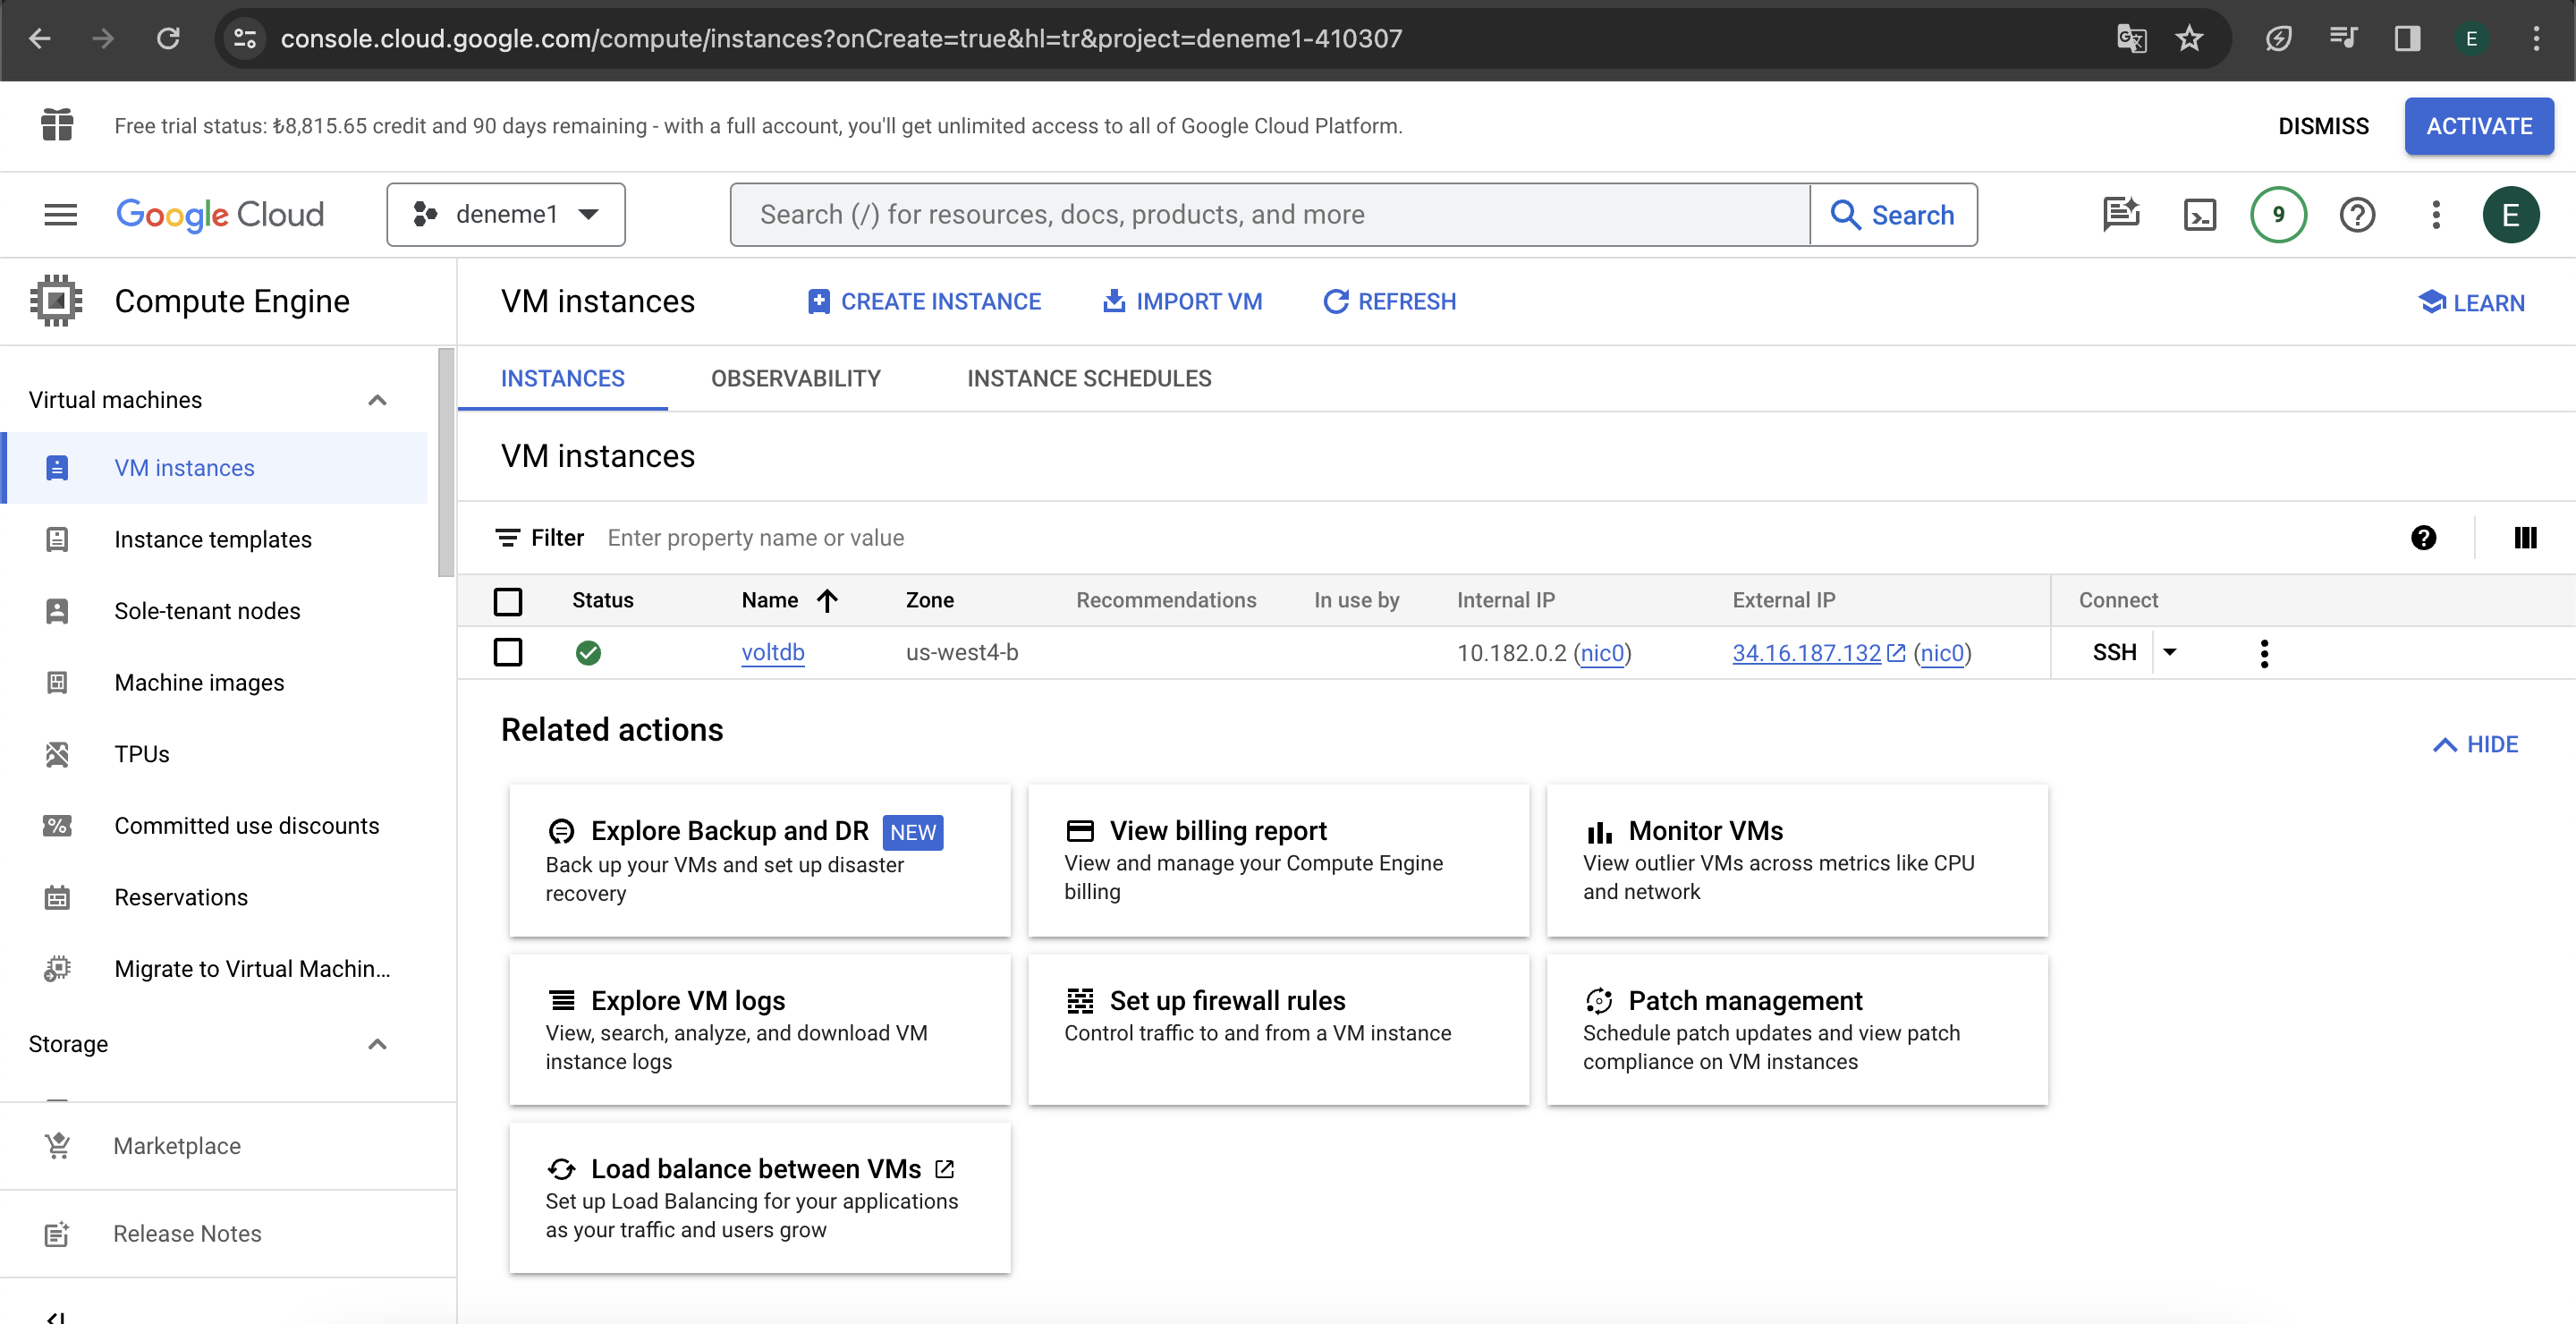 console.cloud.google.com/compute/instances?onCreate=true&hl=tr&project=deneme1-410307
E
Free trial status: ₺8,815.65 credit and 90 days remaining - with a full account, you'll get unlimited access to all of Google Cloud Platform.
DISMISS
ACTIVATE
Google Cloud
deneme1
Search (/) for resources, docs, products, and more
Search
9
E
Compute Engine
VM instances
CREATE INSTANCE
IMPORT VM
REFRESH
LEARN
Virtual machines
VM instances
Instance templates
Sole-tenant nodes
Machine images
TPUs
Committed use discounts
Reservations
Migrate to Virtual Machin...
Storage
Marketplace
Release Notes
INSTANCES
OBSERVABILITY
INSTANCE SCHEDULES
VM instances
Filter
Enter property name or value
Status Name Zone Recommendations In use by Internal IP External IP Connect
voltdb us-west4-b 10.182.0.2 (nic0) 34.16.187.132 (nic0) SSH
Related actions
HIDE
Explore Backup and DR NEW
Back up your VMs and set up disaster
recovery
View billing report
View and manage your Compute Engine
billing
Monitor VMs
View outlier VMs across metrics like CPU
and network
Explore VM logs
View, search, analyze, and download VM
instance logs
Set up firewall rules
Control traffic to and from a VM instance
Patch management
Schedule patch updates and view patch
compliance on VM instances
Load balance between VMs
Set up Load Balancing for your applications
as your traffic and users grow